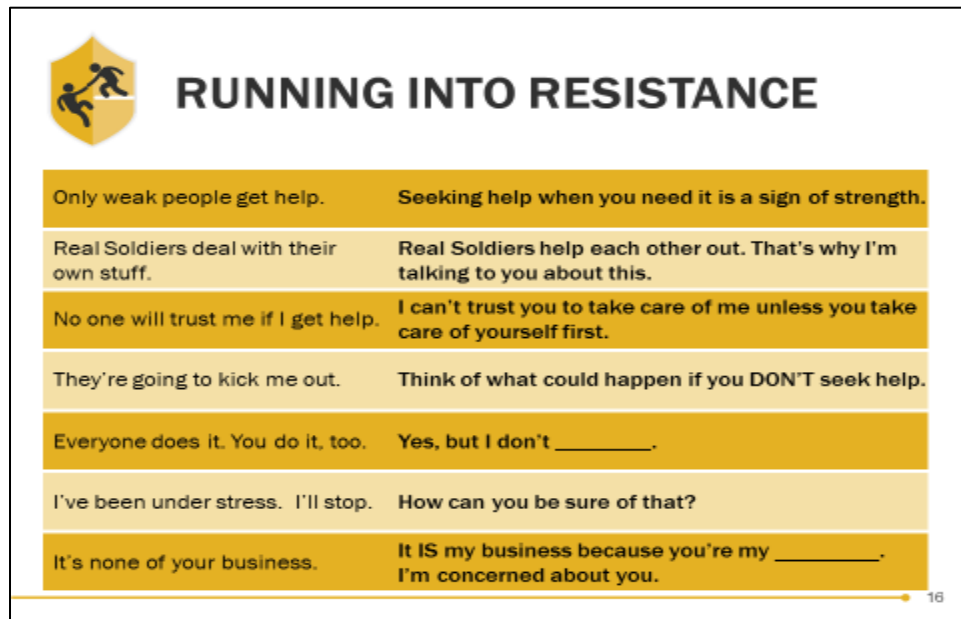 RUNNING INTO RESISTANCE
Only weak people get help.
Seeking help when you need it is a sign of strength.
Real Soldiers deal with their
own stuff.
Real Soldiers help each other out. That's why I'm
talking to you about this.
No one will trust me if I get help.
I can't trust you to take care of me unless you take
care of yourself first.
They're going to kick me out.
Think of what could happen if you DON'T seek help.
Everyone does it. You do it, too.
Yes, but I don't _________.
I've been under stress.  I'll stop.
How can you be sure of that?
It's none of your business.
It IS my business because you're my __________.
I'm concerned about you.
16